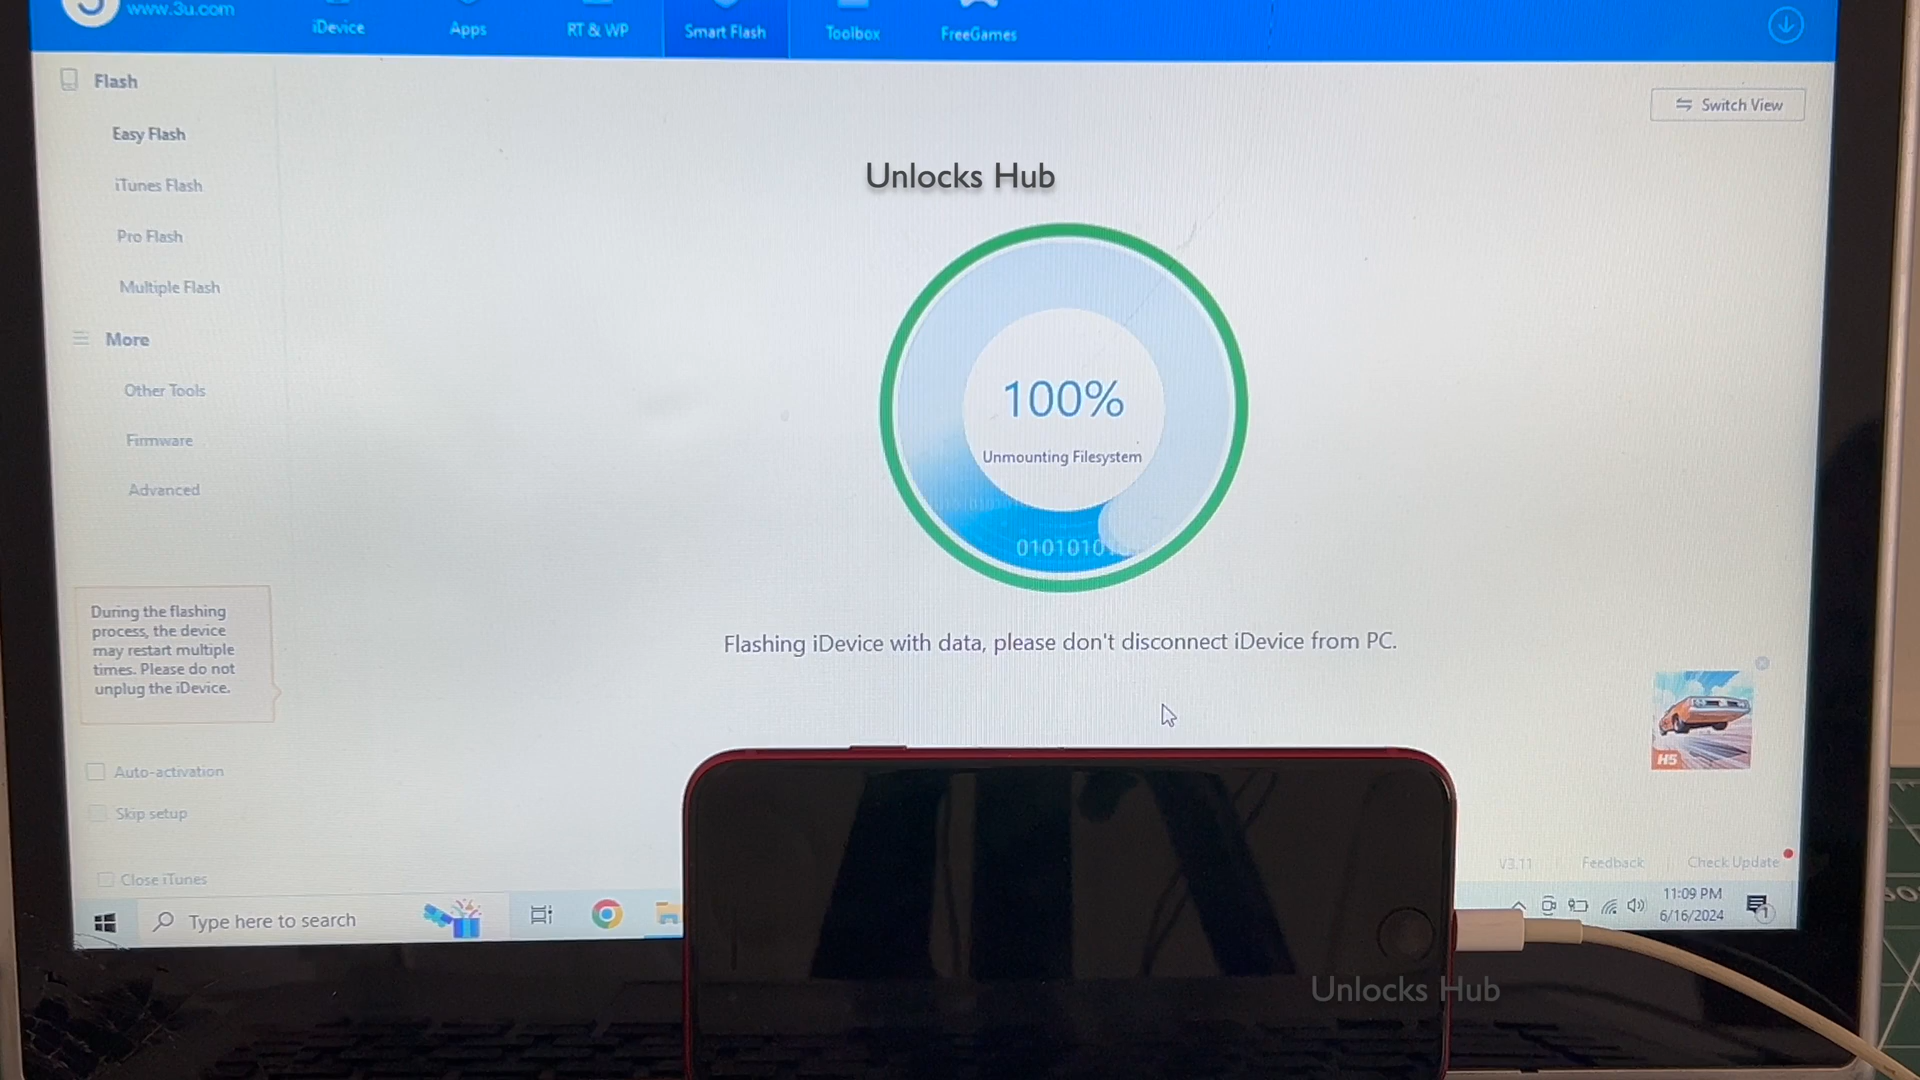 www.3u.com
iDevice
Apps
RT & WP
Smart Flash
Toolbox
FreeGames
Flash
Switch View
Easy Flash
Unlocks Hub
iTunes Flash
Pro Flash
Multiple Flash
More
Other Tools
100%
Firmware
Unmounting Filesystem
Advanced
0101010
During the flashing
process, the device
may restart multiple
times. Please do not
unplug the iDevice.
Flashing iDevice with data, please don't disconnect iDevice from PC.
H5
Auto-activation
Skip setup
Close iTunes
V3.11
Feedback
Check Update
Type here to search
11:09 PM
6/16/2024
1
Unlocks Hub